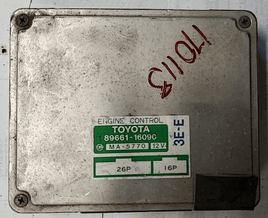 170113
ENGINE CONTROL
TOYOTA
89661-1609C
MA-5770 12V
3E-E
26P 16P